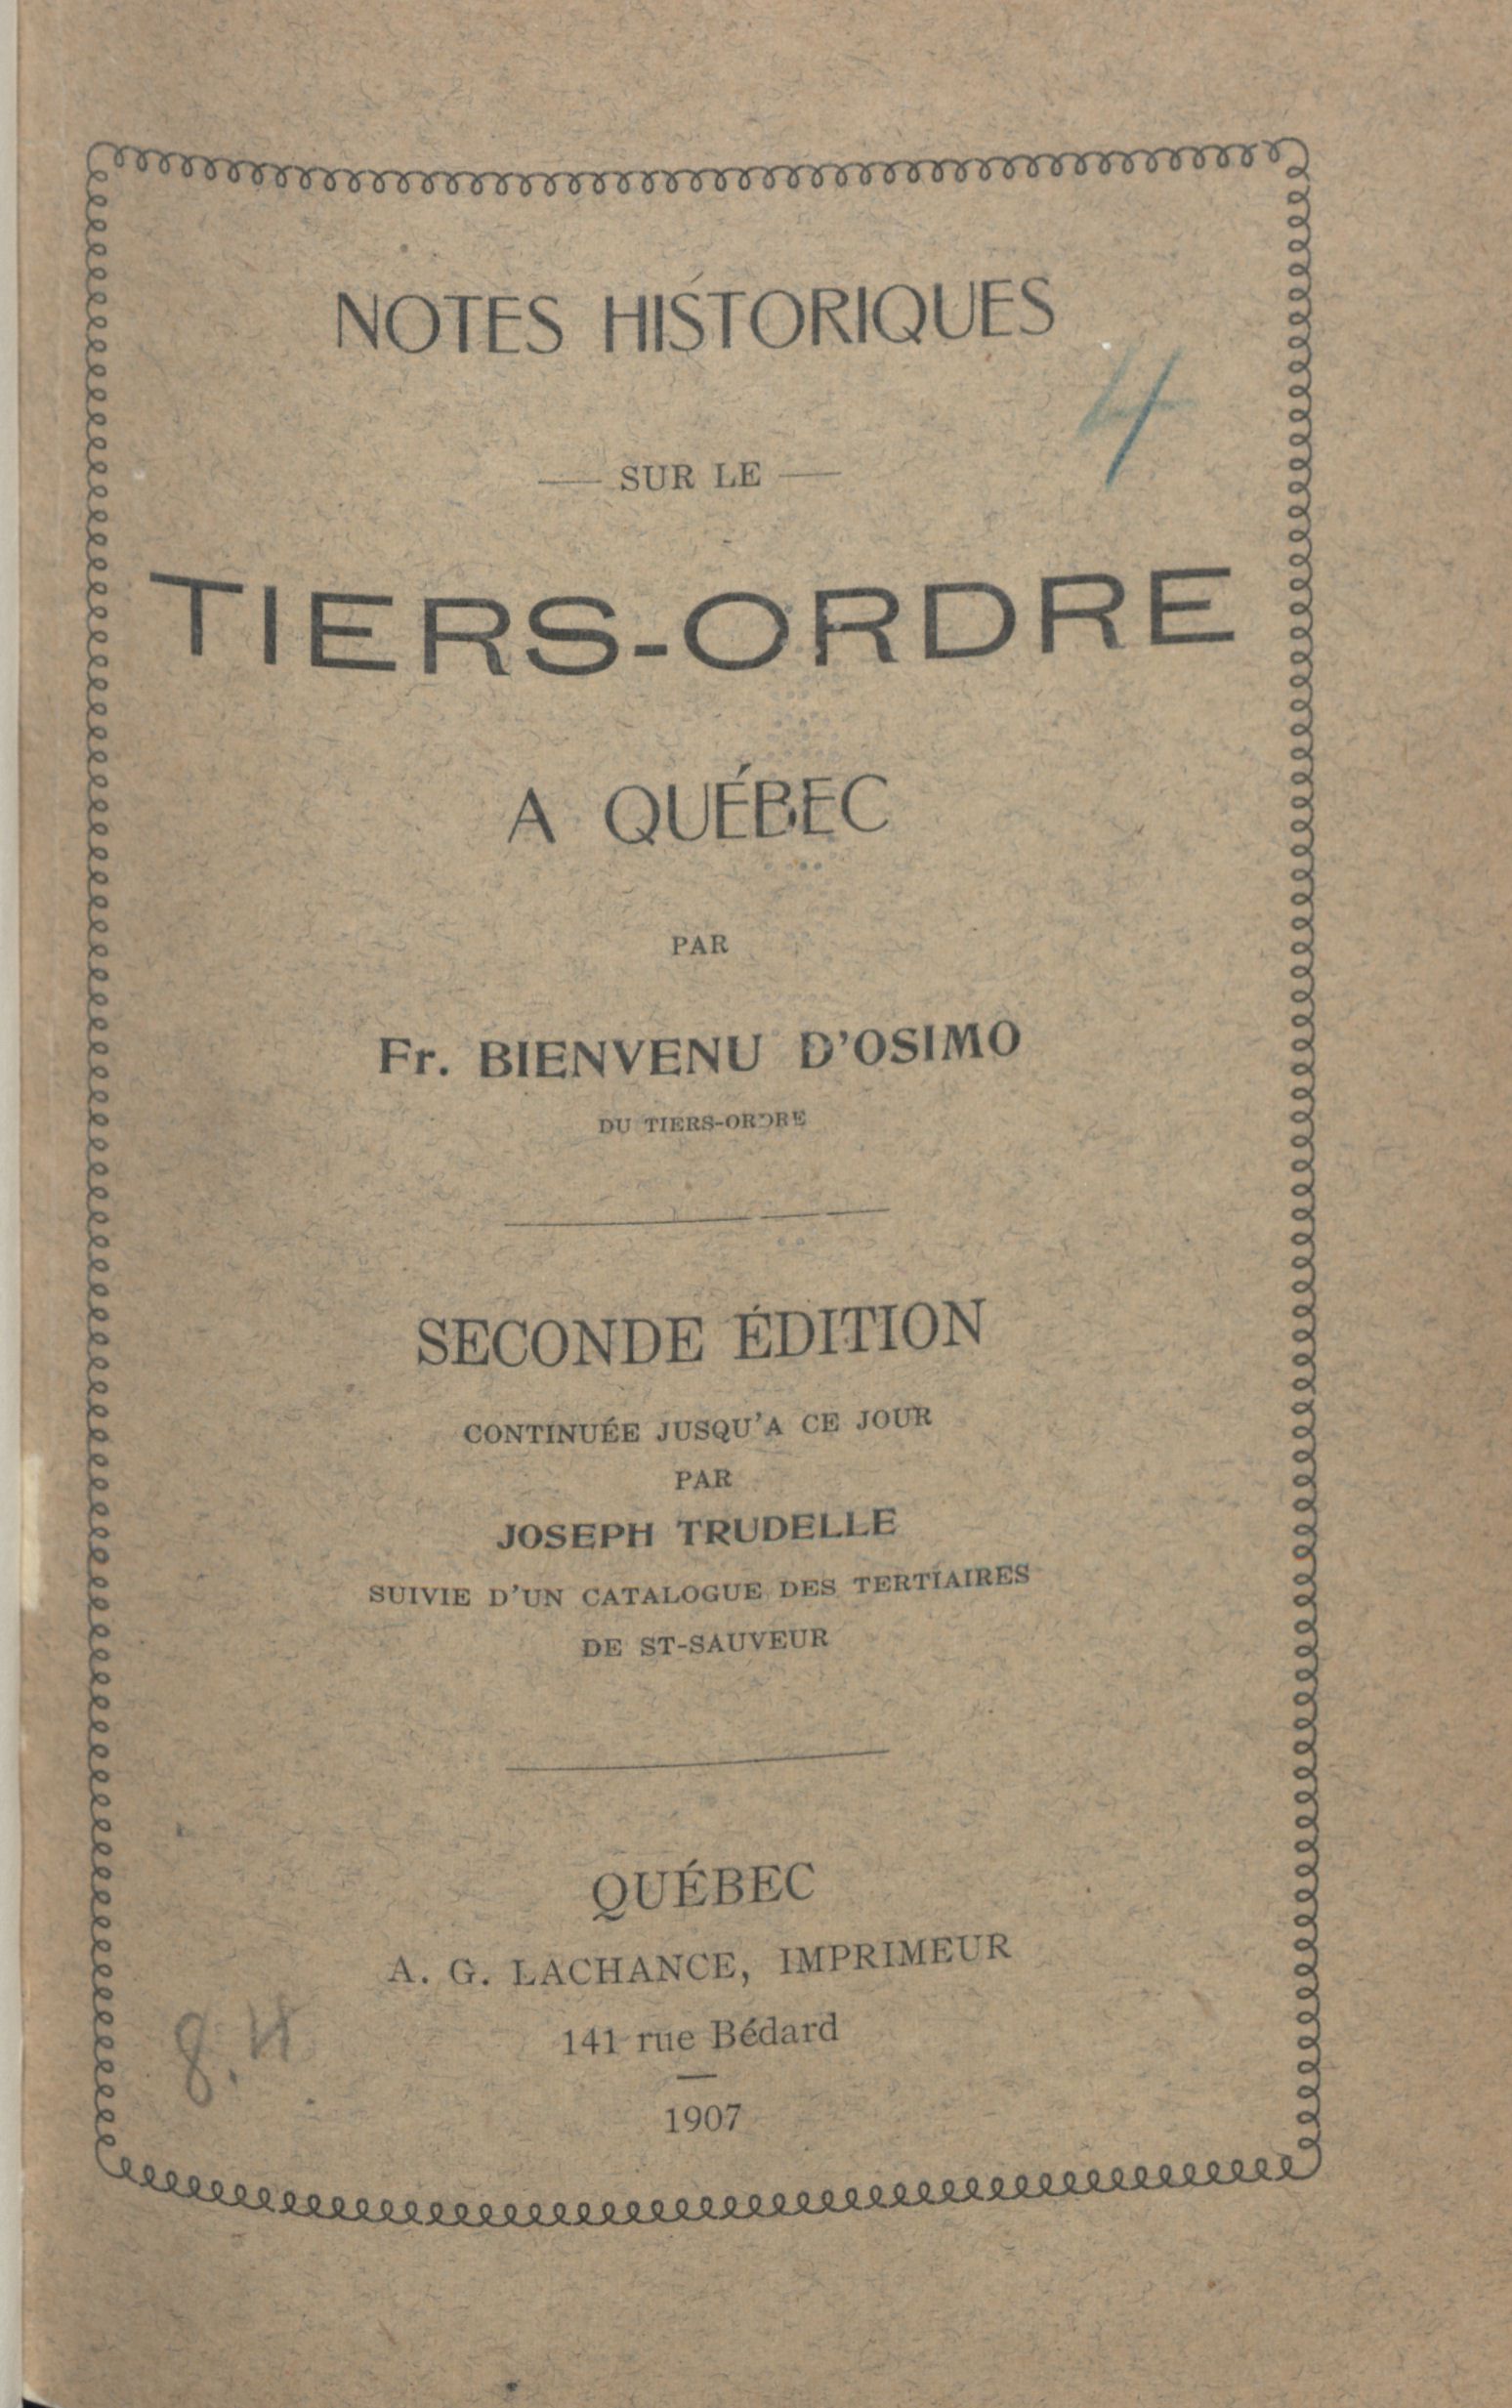 NOTES HISTORIQUES
4
— SUR LE —
TIERS-ORDRE
A QUÉBEC
PAR
Fr. BIENVENU D'OSIMO
DU TIERS-ORDRE
SECONDE ÉDITION
CONTINUÉE JUSQU'A CE JOUR
PAR
JOSEPH TRUDELLE
SUIVIE D'UN CATALOGUE DES TERTIAIRES
DE ST-SAUVEUR
QUÉBEC
A. G. LACHANCE, IMPRIMEUR
141 rue Bédard
1907